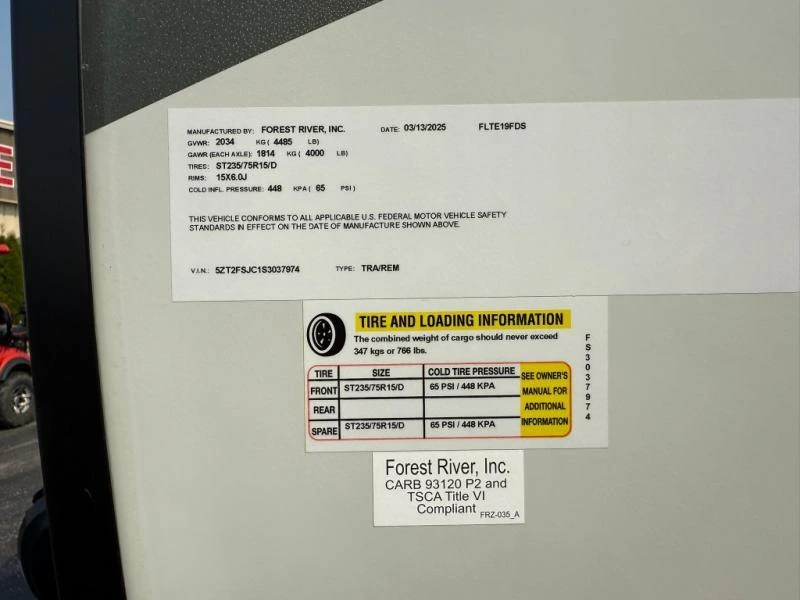 MANUFACTURED BY: FOREST RIVER, INC. DATE: 03/13/2025 FLTE19FDS
GVWR: 2034 KG ( 4485 LB)
GAWR (EACH AXLE): 1814 KG ( 4000 LB)
TIRES: ST235/75R15/D
RIMS: 15X6.0J
COLD INFL. PRESSURE: 448 KPA ( 65 PSI )
THIS VEHICLE CONFORMS TO ALL APPLICABLE U.S. FEDERAL MOTOR VEHICLE SAFETY
STANDARDS IN EFFECT ON THE DATE OF MANUFACTURE SHOWN ABOVE.
V.I.N.: 5ZT2FSJC1S3037974 TYPE: TRA/REM
TIRE AND LOADING INFORMATION
The combined weight of cargo should never exceed
347 kgs or 766 lbs.
TIRE SIZE COLD TIRE PRESSURE SEE OWNER'S
FRONT ST235/75R15/D 65 PSI / 448 KPA MANUAL FOR
REAR ADDITIONAL
SPARE ST235/75R15/D 65 PSI / 448 KPA INFORMATION
FS3037974
Forest River, Inc.
CARB 93120 P2 and
TSCA Title VI
Compliant FRZ-035_A
E